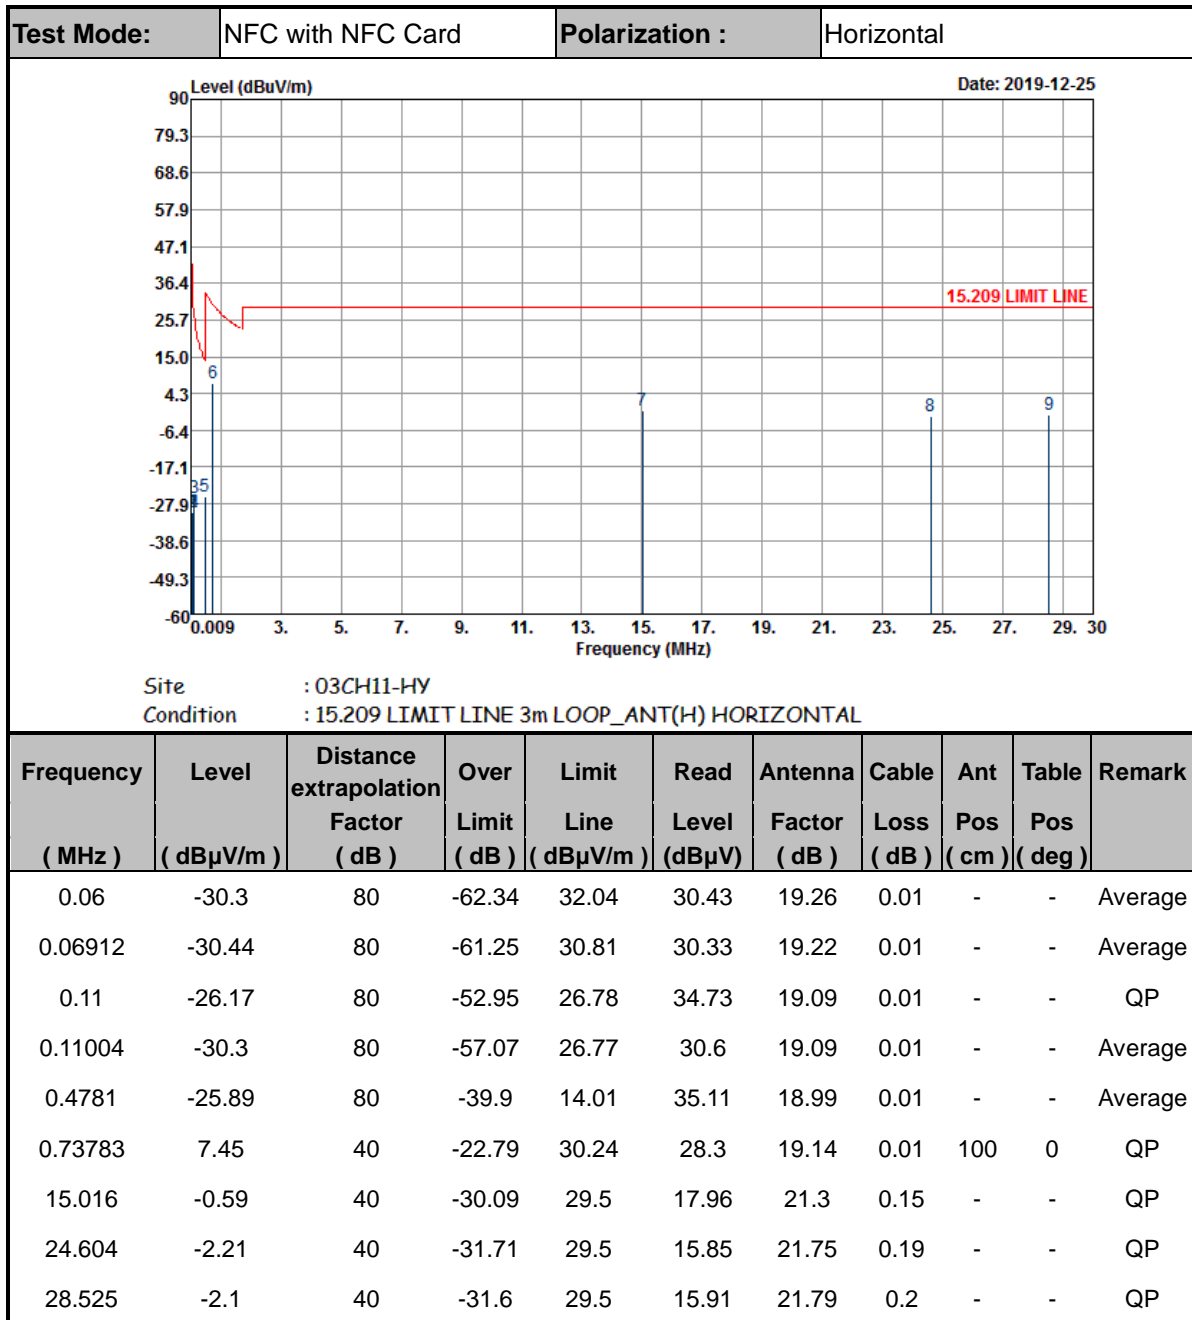 Test Mode: NFC with NFC Card Polarization : Horizontal
Level (dBuV/m) Date: 2019-12-25
90
79.3
68.6
57.9
47.1
36.4
15.209 LIMIT LINE
25.7
15.0
6
4.3
7 8 9
-6.4
-17.1
3 5
-27.9
-38.6
-49.3
-60
0.009 3. 5. 7. 9. 11. 13. 15. 17. 19. 21. 23. 25. 27. 29. 30
Frequency (MHz)
Site : 03CH11-HY
Condition : 15.209 LIMIT LINE 3m LOOP_ANT(H) HORIZONTAL
Frequency Level Distance extrapolation Over Limit Read Antenna Cable Ant Table Remark
Factor Limit Line Level Factor Loss Pos Pos
( MHz ) ( dBµV/m ) ( dB ) ( dB ) ( dBµV/m ) (dBµV) ( dB ) ( dB ) ( cm ) ( deg )
0.06 -30.3 80 -62.34 32.04 30.43 19.26 0.01 - - Average
0.06912 -30.44 80 -61.25 30.81 30.33 19.22 0.01 - - Average
0.11 -26.17 80 -52.95 26.78 34.73 19.09 0.01 - - QP
0.11004 -30.3 80 -57.07 26.77 30.6 19.09 0.01 - - Average
0.4781 -25.89 80 -39.9 14.01 35.11 18.99 0.01 - - Average
0.73783 7.45 40 -22.79 30.24 28.3 19.14 0.01 100 0 QP
15.016 -0.59 40 -30.09 29.5 17.96 21.3 0.15 - - QP
24.604 -2.21 40 -31.71 29.5 15.85 21.75 0.19 - - QP
28.525 -2.1 40 -31.6 29.5 15.91 21.79 0.2 - - QP